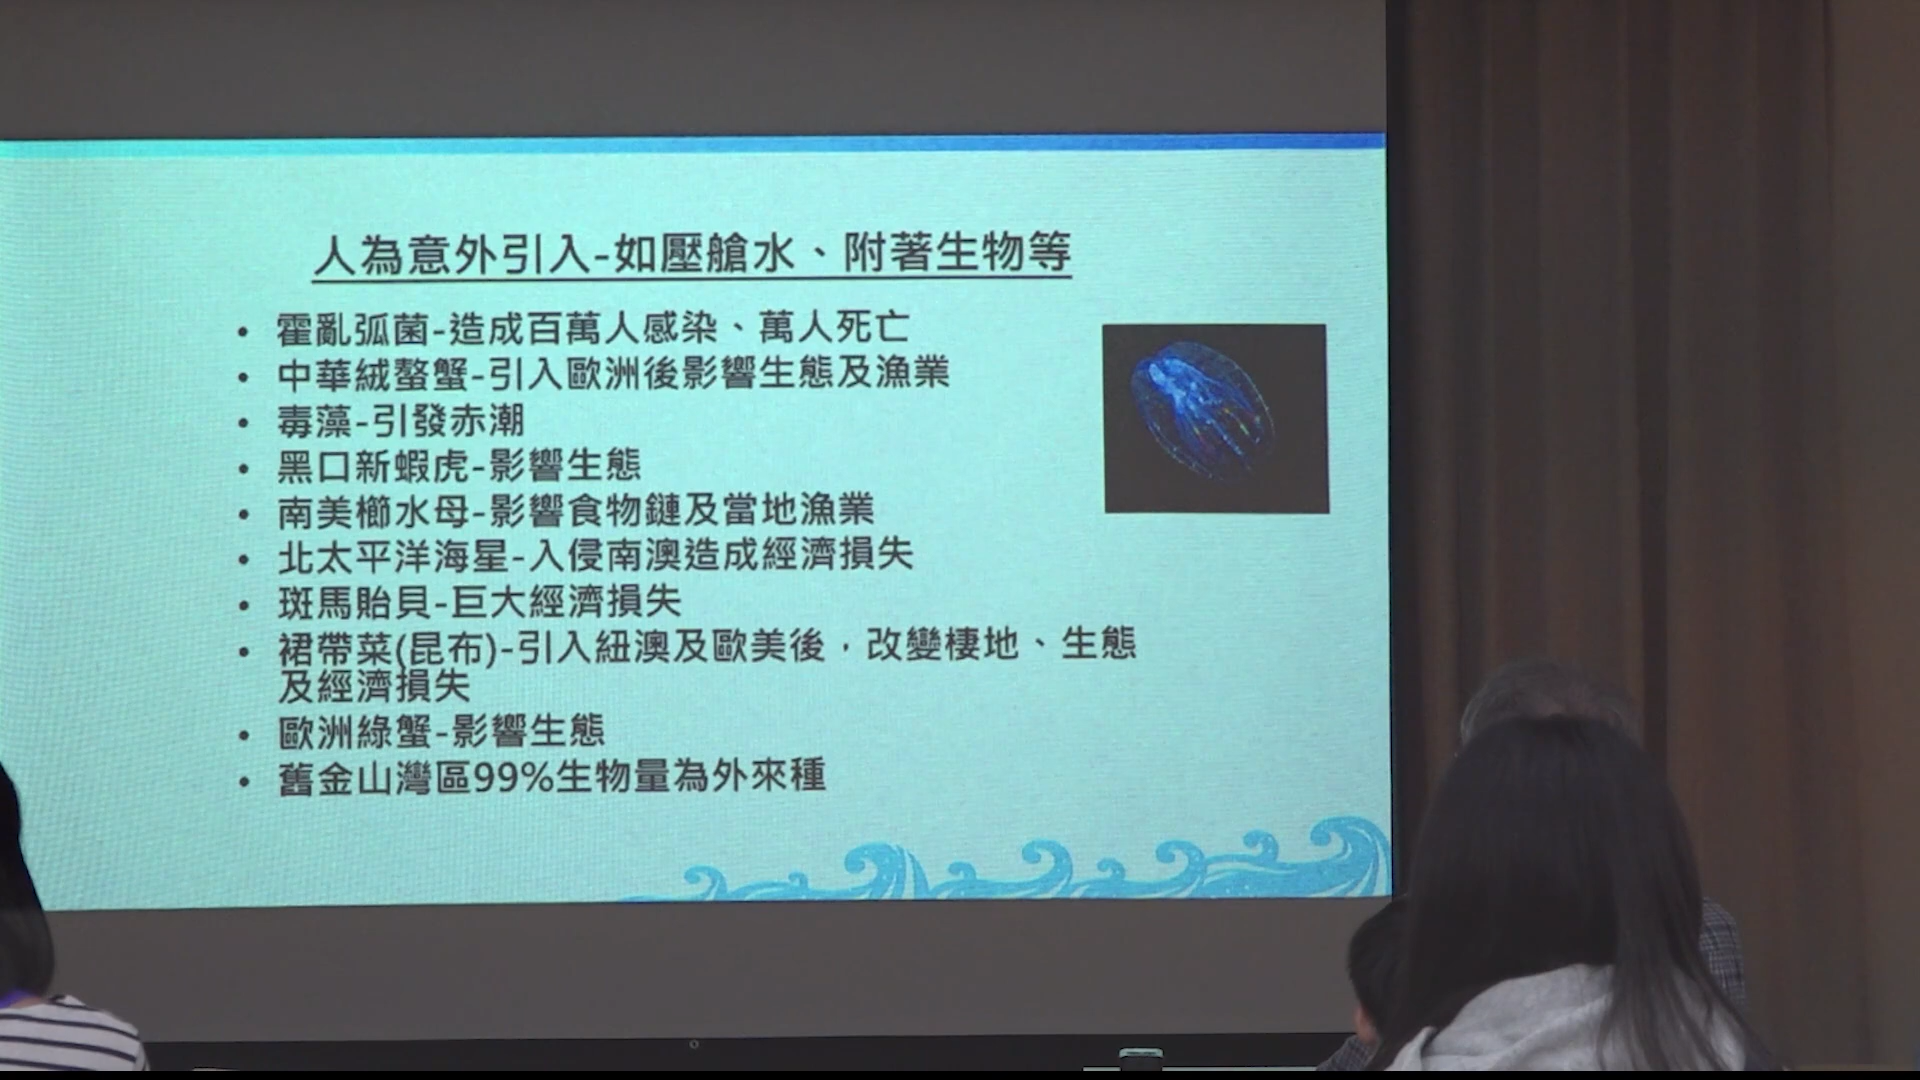 人為意外引入-如壓艙水、附著生物等
• 霍亂弧菌-造成百萬人感染、萬人死亡
• 中華絨螯蟹-引入歐洲後影響生態及漁業
• 毒藻-引發赤潮
• 黑口新蝦虎-影響生態
• 南美櫛水母-影響食物鏈及當地漁業
• 北太平洋海星-入侵南澳造成經濟損失
• 斑馬貽貝-巨大經濟損失
• 裙帶菜(昆布)-引入紐澳及歐美後，改變棲地、生態
及經濟損失
• 歐洲綠蟹-影響生態
• 舊金山灣區99%生物量為外來種